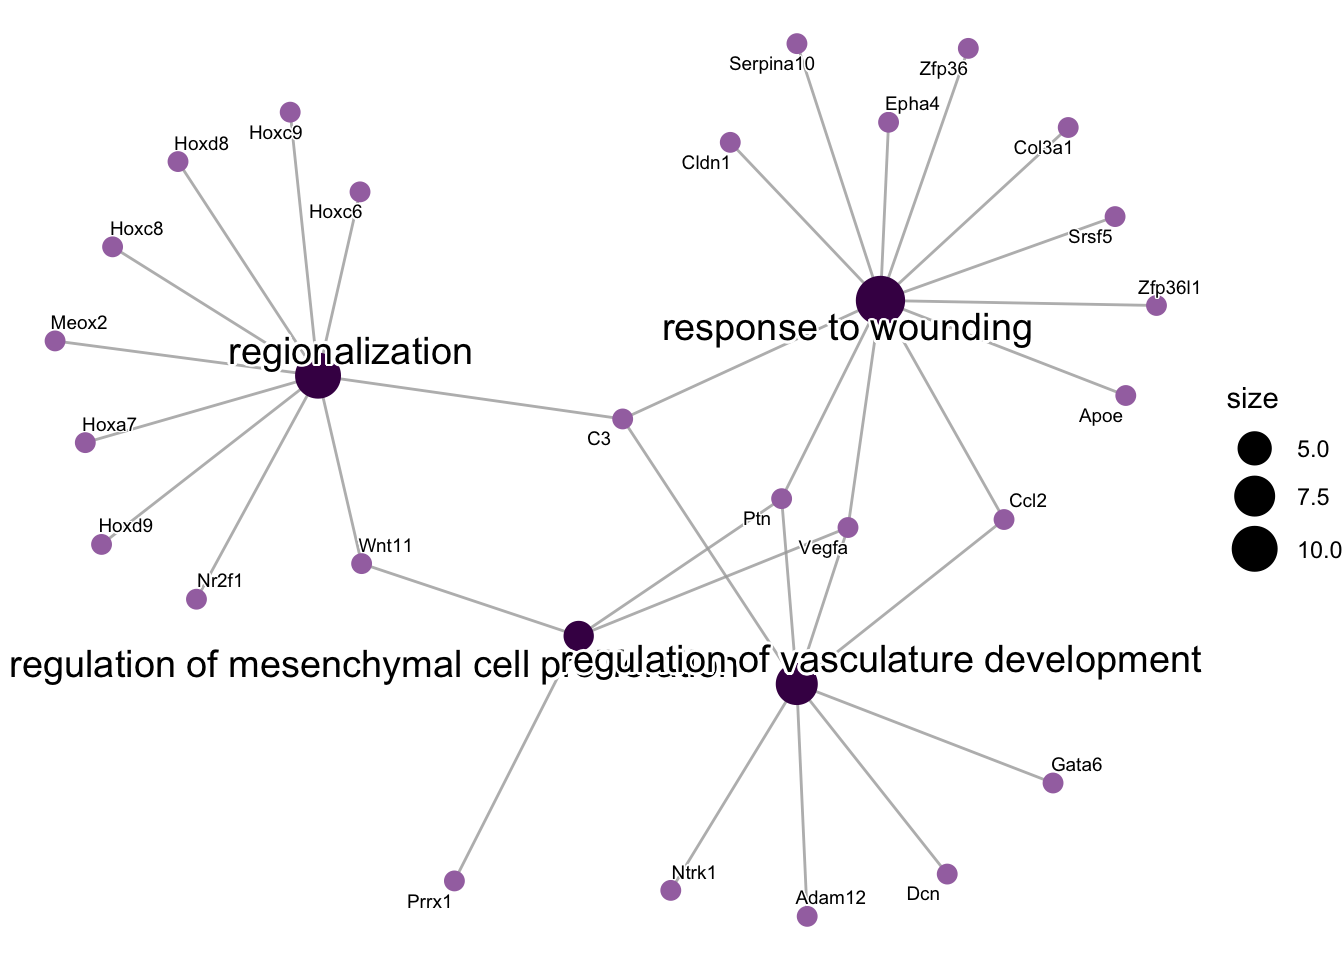 Serpina10
Zfp36
Epha4
Hoxc9
Hoxd8
Col3a1
Cldn1
Hoxc6
Hoxc8
Srsf5
Zfp36l1
Meox2
response to wounding
regionalization
size
Apoe
Hoxa7
C3
5.0
7.5
Ccl2
Ptn
Hoxd9
Wnt11
Vegfa
10.0
Nr2f1
regulation of vasculature development
regulation of mesenchymal cell proliferation
Gata6
Ntrk1
Dcn
Adam12
Prrx1